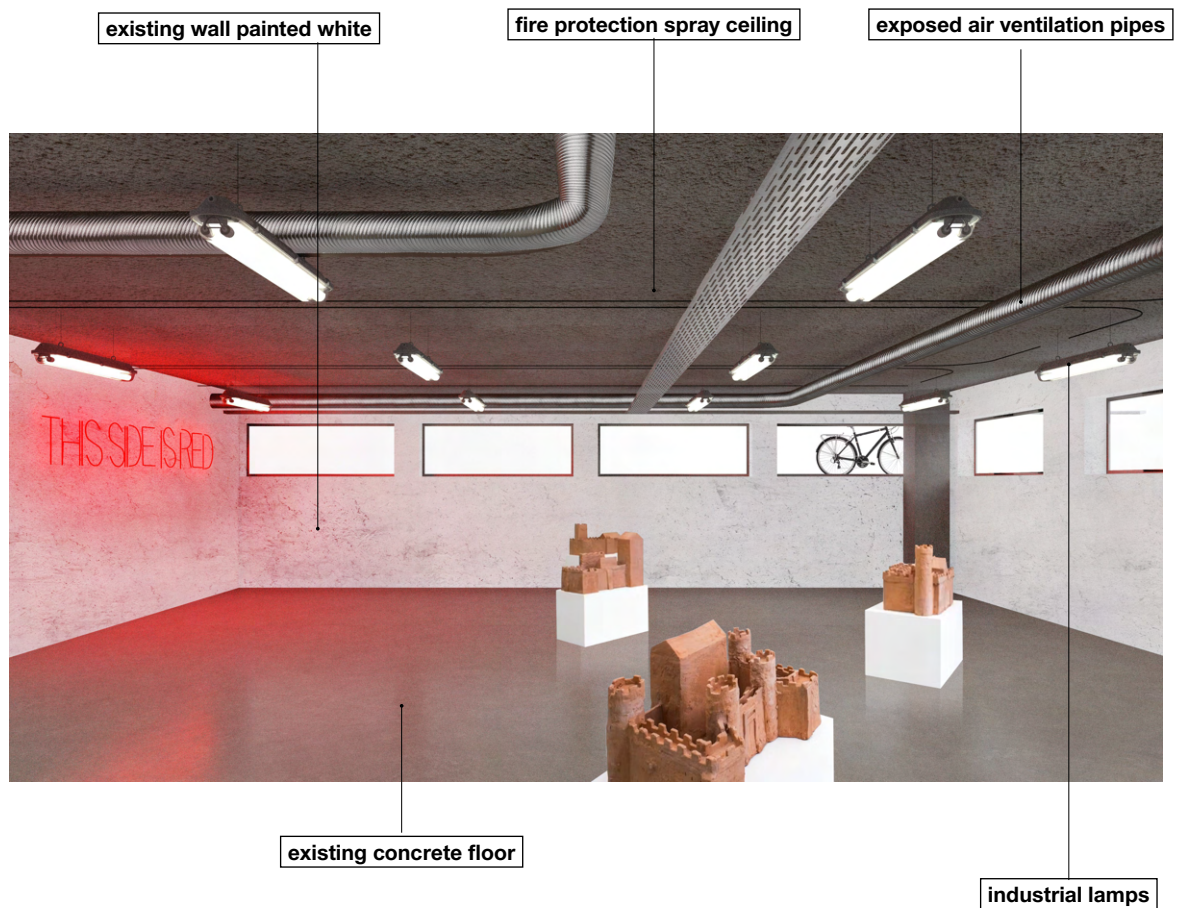 existing wall painted white
fire protection spray ceiling
exposed air ventilation pipes
THIS SIDE IS RED
existing concrete floor
industrial lamps